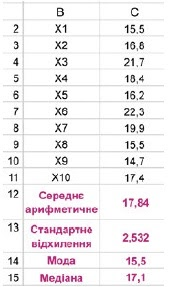 B C
2 X1 15,5
3 X2 16,8
4 X3 21,7
5 X4 18,4
6 X5 16,2
7 X6 22,3
8 X7 19,9
9 X8 15,5
10 X9 14,7
11 X10 17,4
12 Середнє
арифметичне 17,84
13 Стандартне
відхилення 2,532
14 Мода 15,5
15 Медіана 17,1